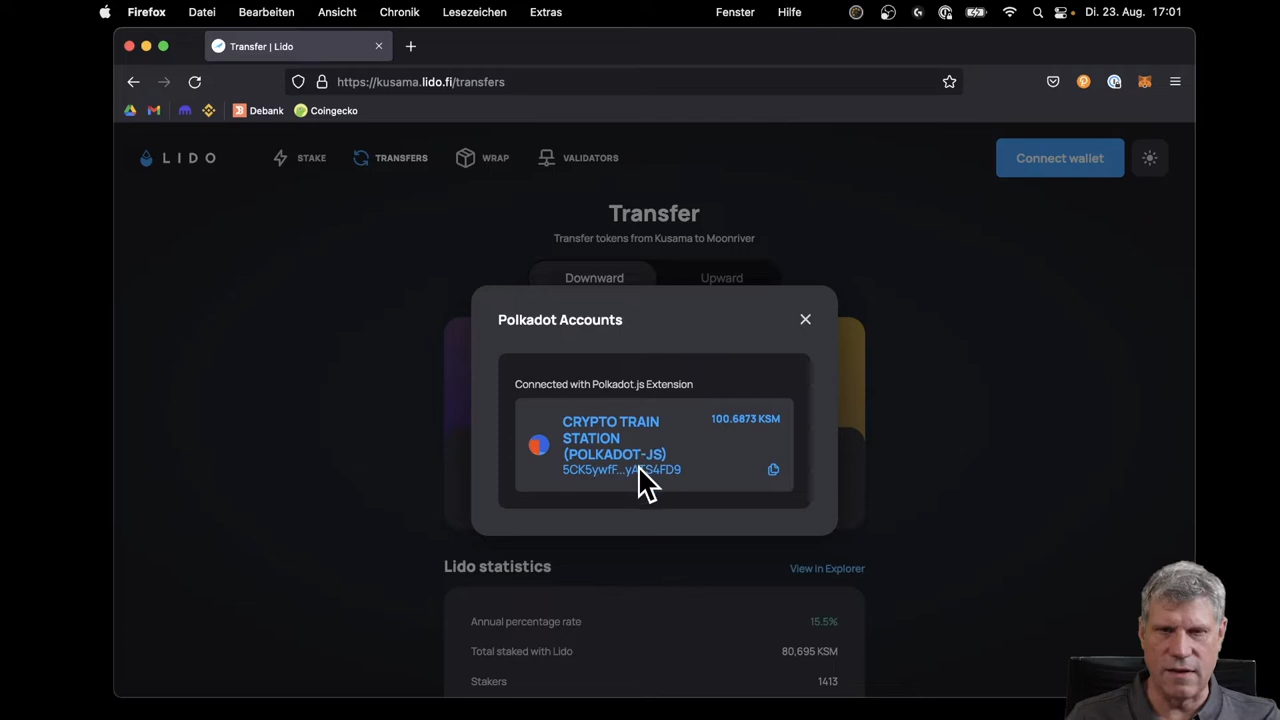 Firefox Datei Bearbeiten Ansicht Chronik Lesezeichen Extras Fenster Hilfe Di. 23. Aug. 17:01
Transfer | Lido
https://kusama.lido.fi/transfers
Debank Coingecko
LIDO STAKE TRANSFERS WRAP VALIDATORS Connect wallet
Transfer
Transfer tokens from Kusama to Moonriver
Downward Upward
Polkadot Accounts
Connected with Polkadot.js Extension
CRYPTO TRAIN 100.6873 KSM
STATION
(POLKADOT-JS)
5CK5ywfF...yAES4FD9
Lido statistics View in Explorer
Annual percentage rate 15.5%
Total staked with Lido 80,695 KSM
Stakers 1413